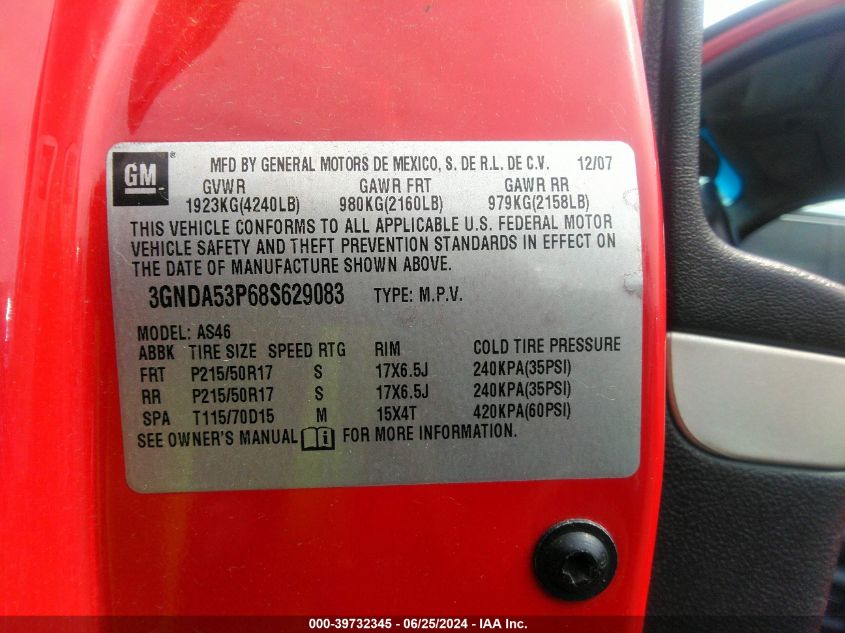 GM ® MFD BY GENERAL MOTORS DE MEXICO, S. DE R.L. DE C.V. 12/07
GVWR GAWR FRT GAWR RR
1923KG(4240LB) 980KG(2160LB) 979KG(2158LB)
THIS VEHICLE CONFORMS TO ALL APPLICABLE U.S. FEDERAL MOTOR
VEHICLE SAFETY AND THEFT PREVENTION STANDARDS IN EFFECT ON
THE DATE OF MANUFACTURE SHOWN ABOVE.
3GNDA53P68S629083 TYPE: M.P.V.
MODEL: AS46
ABBK TIRE SIZE SPEED RTG RIM COLD TIRE PRESSURE
FRT P215/50R17 S 17X6.5J 240KPA(35PSI)
RR P215/50R17 S 17X6.5J 240KPA(35PSI)
SPA T115/70D15 M 15X4T 420KPA(60PSI)
SEE OWNER'S MANUAL FOR MORE INFORMATION.
000-39732345 - 06/25/2024 - IAA Inc.